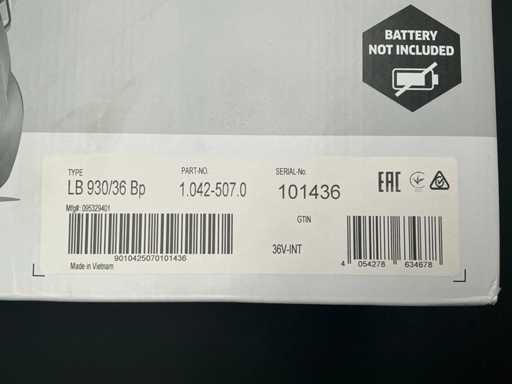 BATTERY
NOT INCLUDED
TYPE
LB 930/36 Bp
PART-NO.
1.042-507.0
SERIAL-No.
101436
EAC
Mfg#: 095329401
GTIN
36V-INT
9010425070101436
4 054278 634678
Made in Vietnam